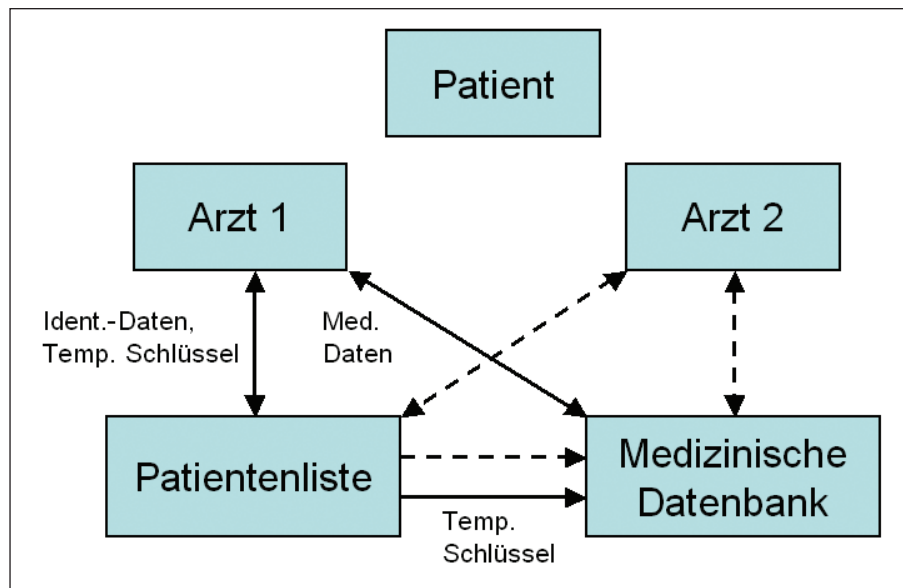 Patient
Arzt 1
Arzt 2
Ident.-Daten,
Temp. Schlüssel
Med.
Daten
Patientenliste
Medizinische
Datenbank
Temp.
Schlüssel